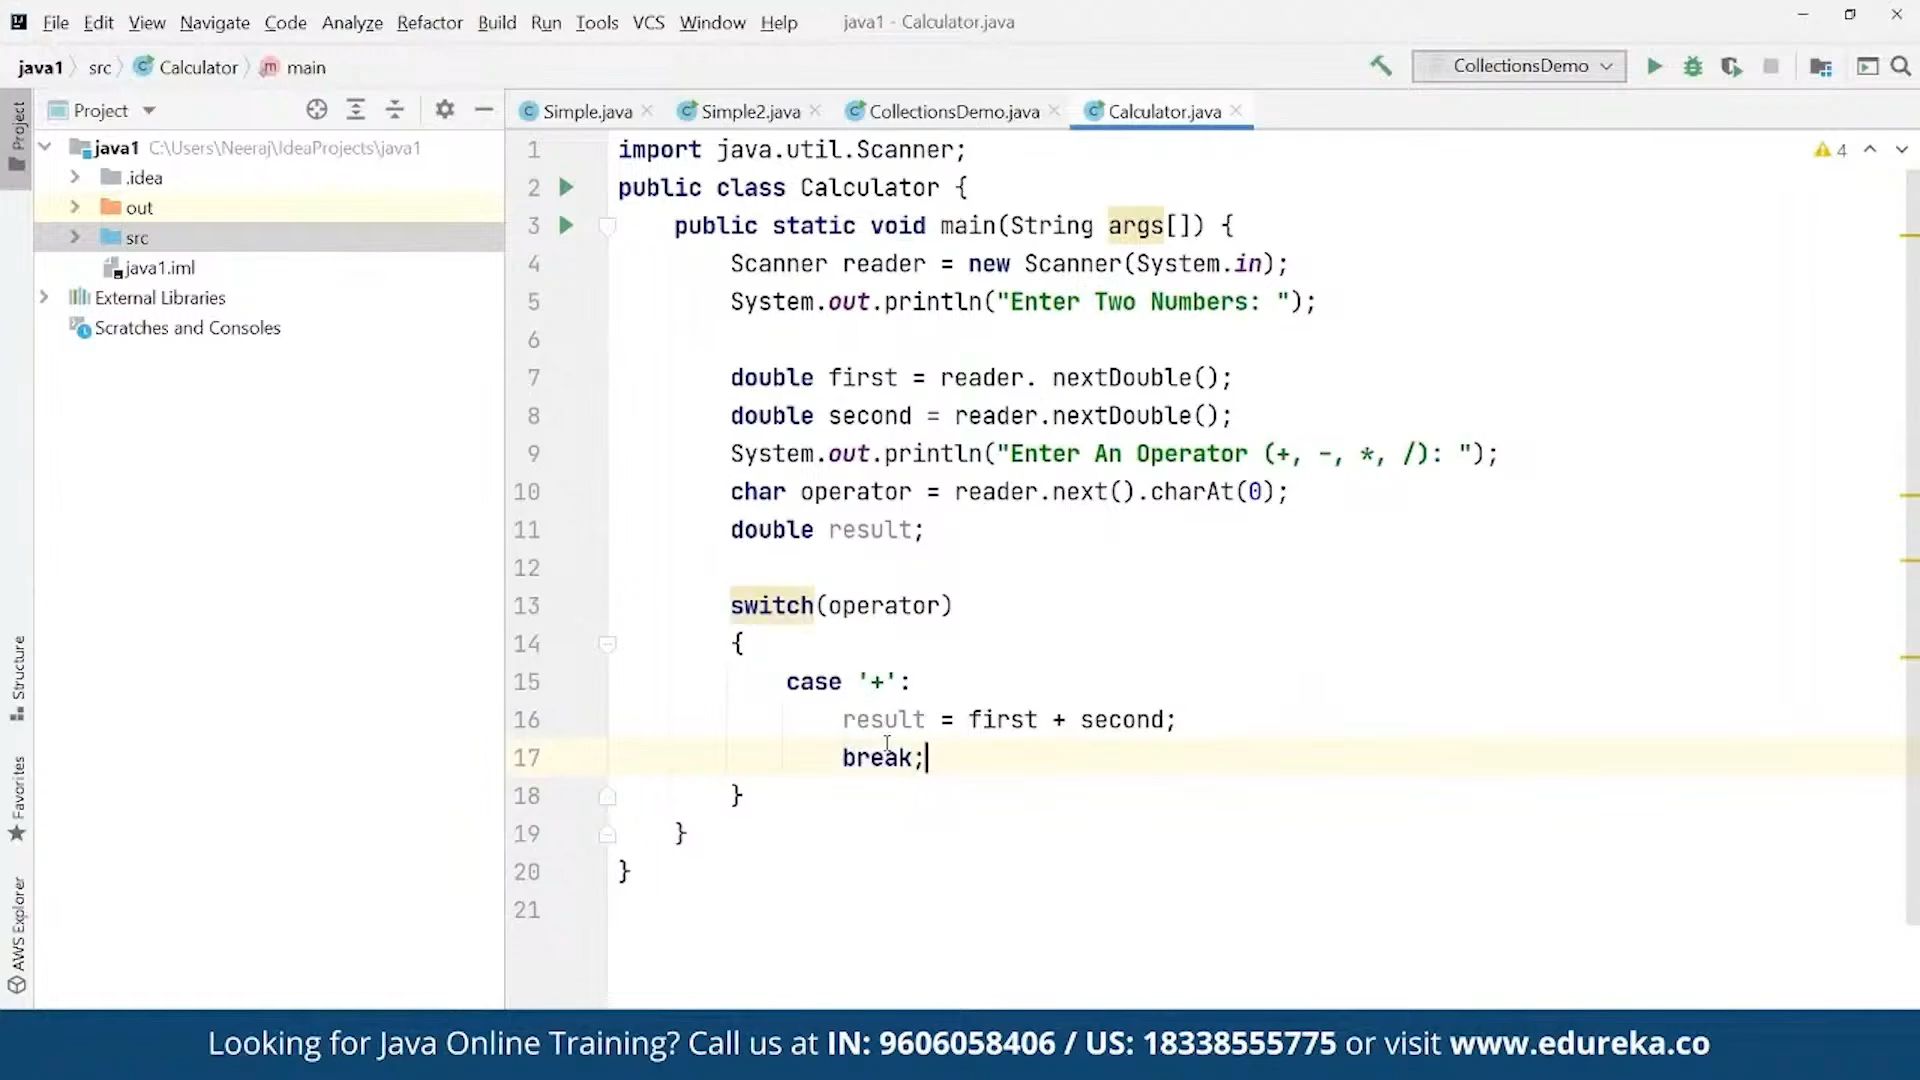 File Edit View Navigate Code Analyze Refactor Build Run Tools VCS Window Help java1 - Calculator.java
java1 src Calculator main CollectionsDemo
Project
Project
Simple.java Simple2.java CollectionsDemo.java Calculator.java
java1 C:\Users\Neeraj\IdeaProjects\java1
.idea
out
src
java1.iml
External Libraries
Scratches and Consoles
Structure
Favorites
AWS Explorer
4
1 import java.util.Scanner;
2 public class Calculator {
3 public static void main(String args[]) {
4 Scanner reader = new Scanner(System.in);
5 System.out.println("Enter Two Numbers: ");
6
7 double first = reader. nextDouble();
8 double second = reader.nextDouble();
9 System.out.println("Enter An Operator (+, -, *, /): ");
10 char operator = reader.next().charAt(0);
11 double result;
12
13 switch(operator)
14 {
15 case '+':
16 result = first + second;
17 break;
18 }
19 }
20 }
21
Looking for Java Online Training? Call us at IN: 9606058406 / US: 18338555775 or visit www.edureka.co